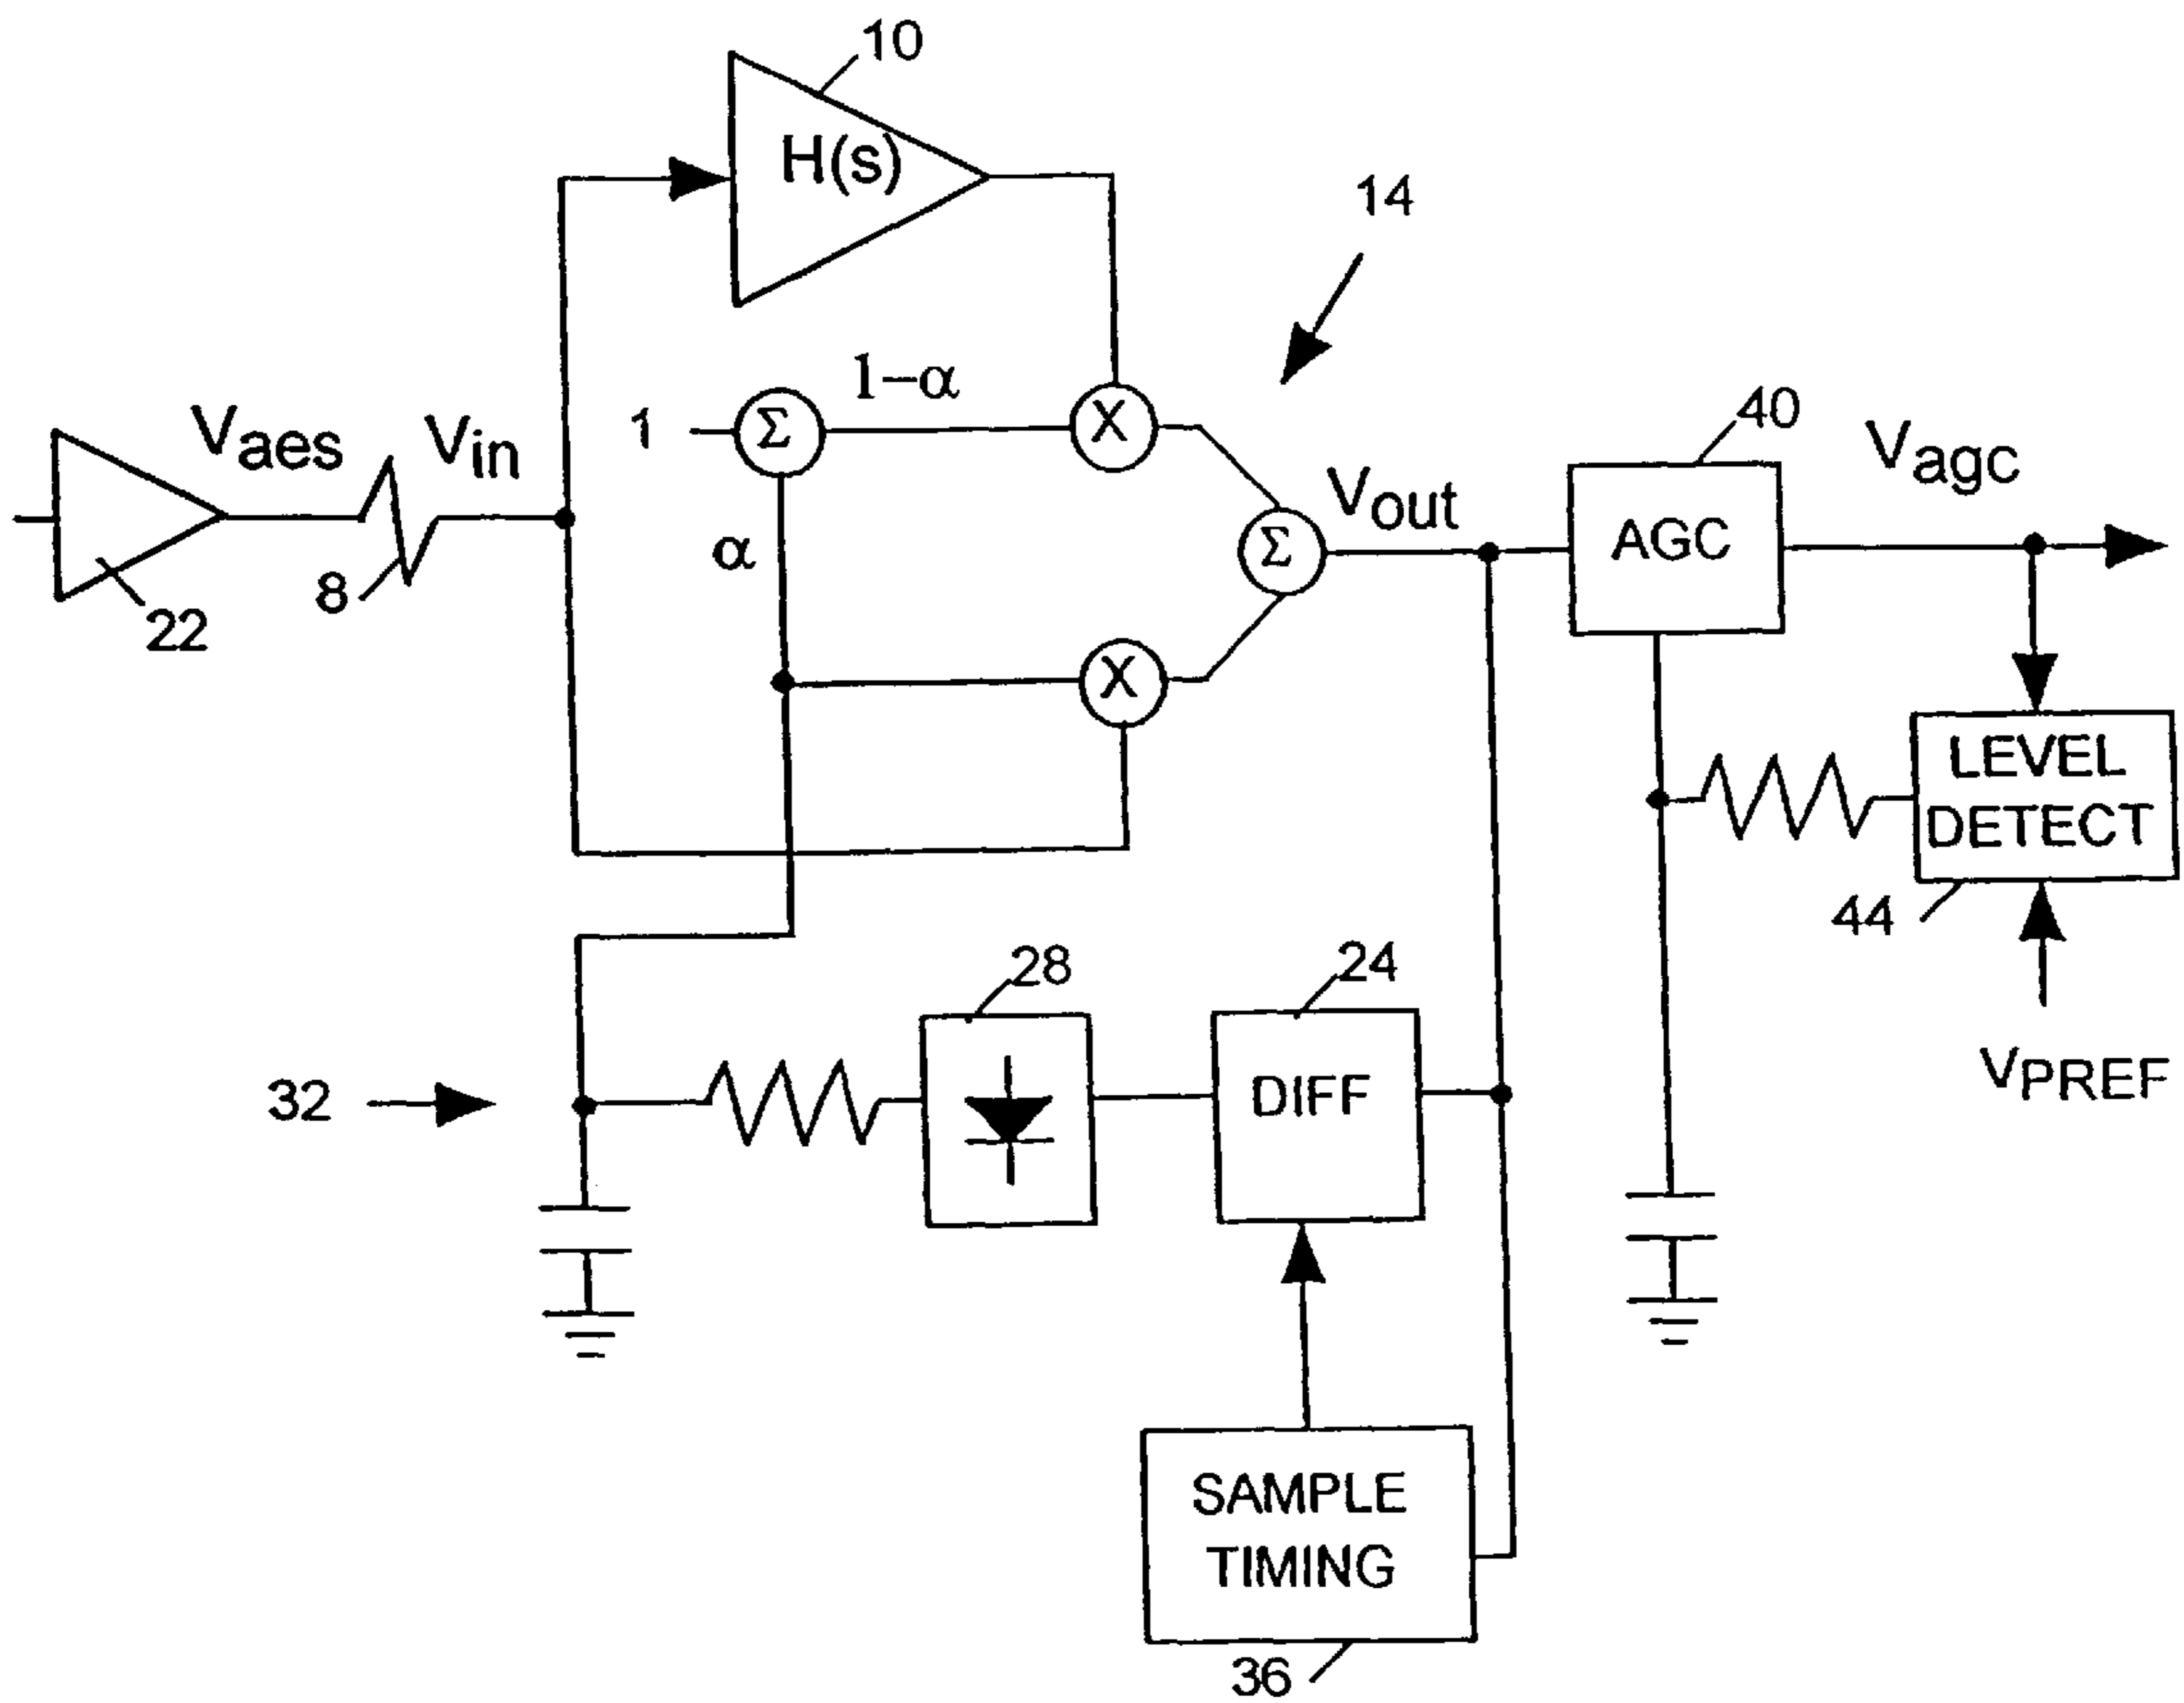 10
H(s)
14
1−α
1
Σ
X
40
Vaes
Vin
Vagc
Vout
AGC
α
Σ
8
22
X
LEVEL
DETECT
44
28
24
VPREF
32
DIFF
SAMPLE
TIMING
36